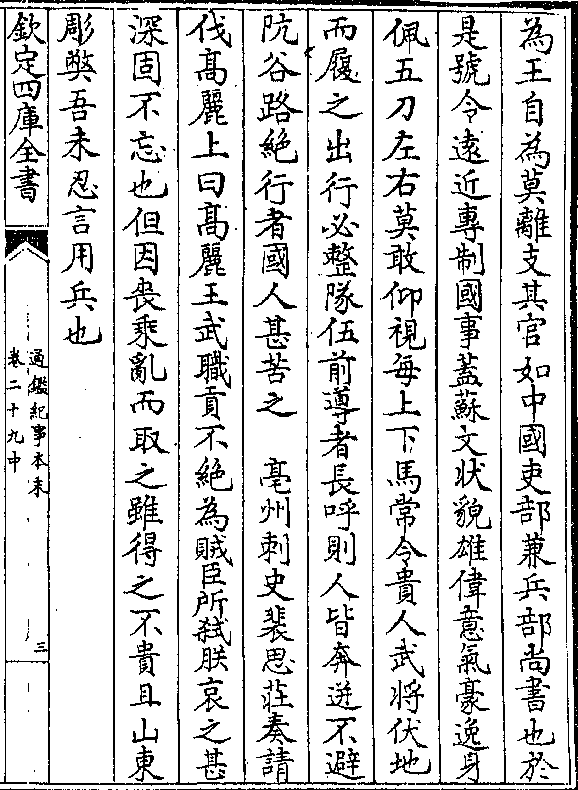 為王自為莫離支其官如中國吏部兼兵部尚書也於
是號令遠近專制國事蓋蘇文狀貌雄偉意氣豪逸身
佩五刀左右莫敢仰視每上下馬常令貴人武將伏地
而履之出行必整隊伍前導者長呼則人皆奔迸不避
阬谷路絶行者國人甚苦之　亳州刺史裴思莊奏請
伐髙麗上曰髙麗王武職貢不絶為賊臣所弑朕哀之甚
深固不忘也但因喪乘亂而取之雖得之不貴且山東
彫弊吾未忍言用兵也
欽定四庫全書
通鑑紀事本末
卷二十九中
三